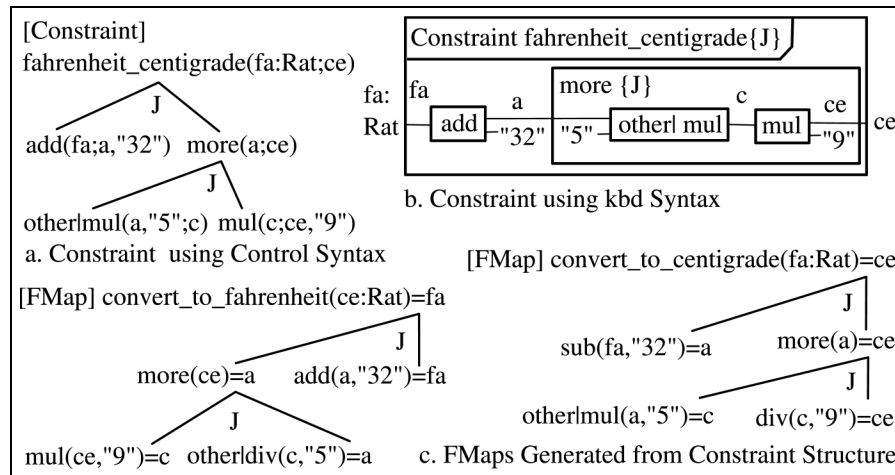 [Constraint]
fahrenheit_centigrade(fa:Rat;ce)
J
add(fa;a,"32") more(a;ce)
J
other|mul(a,"5";c) mul(c;ce,"9")
a. Constraint using Control Syntax
Constraint fahrenheit_centigrade{J}
fa: fa
Rat
add
a
"32"
more {J}
"5"
other| mul
c
mul
ce
"9"
ce
b. Constraint using kbd Syntax
[FMap] convert_to_fahrenheit(ce:Rat)=fa
J
more(ce)=a add(a,"32")=fa
J
mul(ce,"9")=c other|div(c,"5")=a
[FMap] convert_to_centigrade(fa:Rat)=ce
J
sub(fa,"32")=a more(a)=ce
J
other|mul(a,"5")=c div(c,"9")=ce
c. FMaps Generated from Constraint Structure